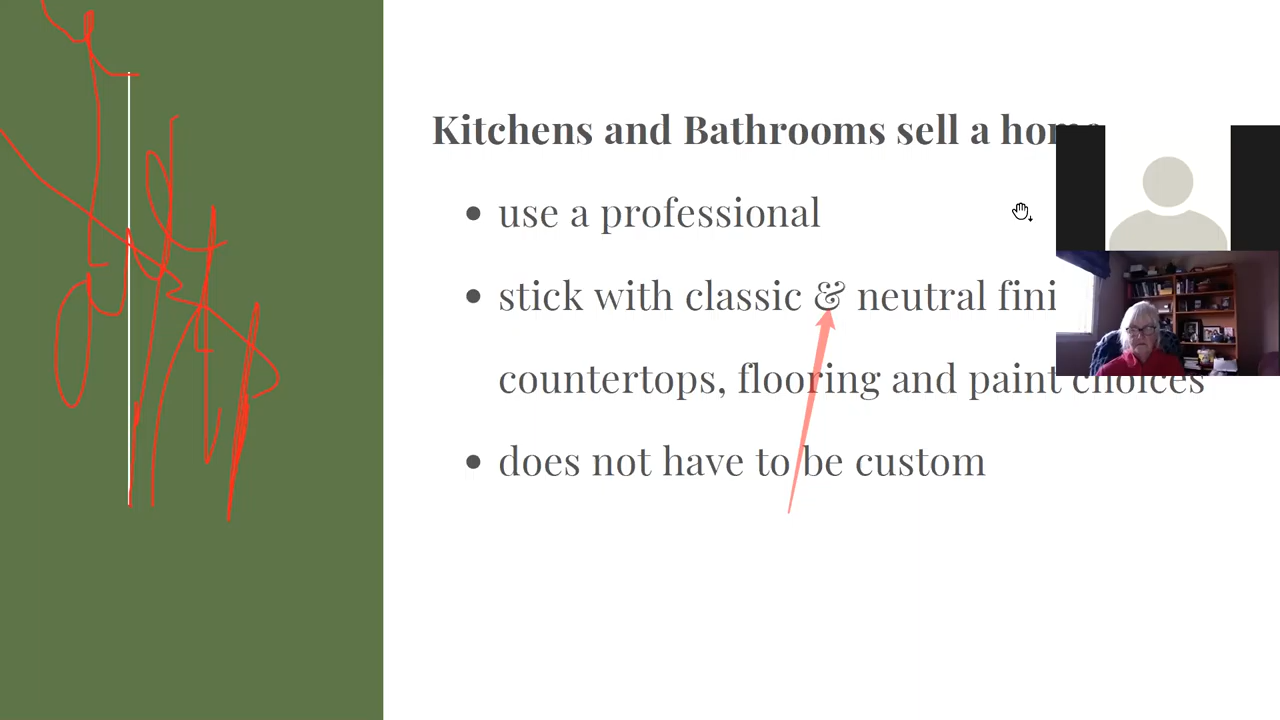 Kitchens and Bathrooms sell a home
• use a professional
• stick with classic & neutral fini
countertops, flooring and paint choices
• does not have to be custom